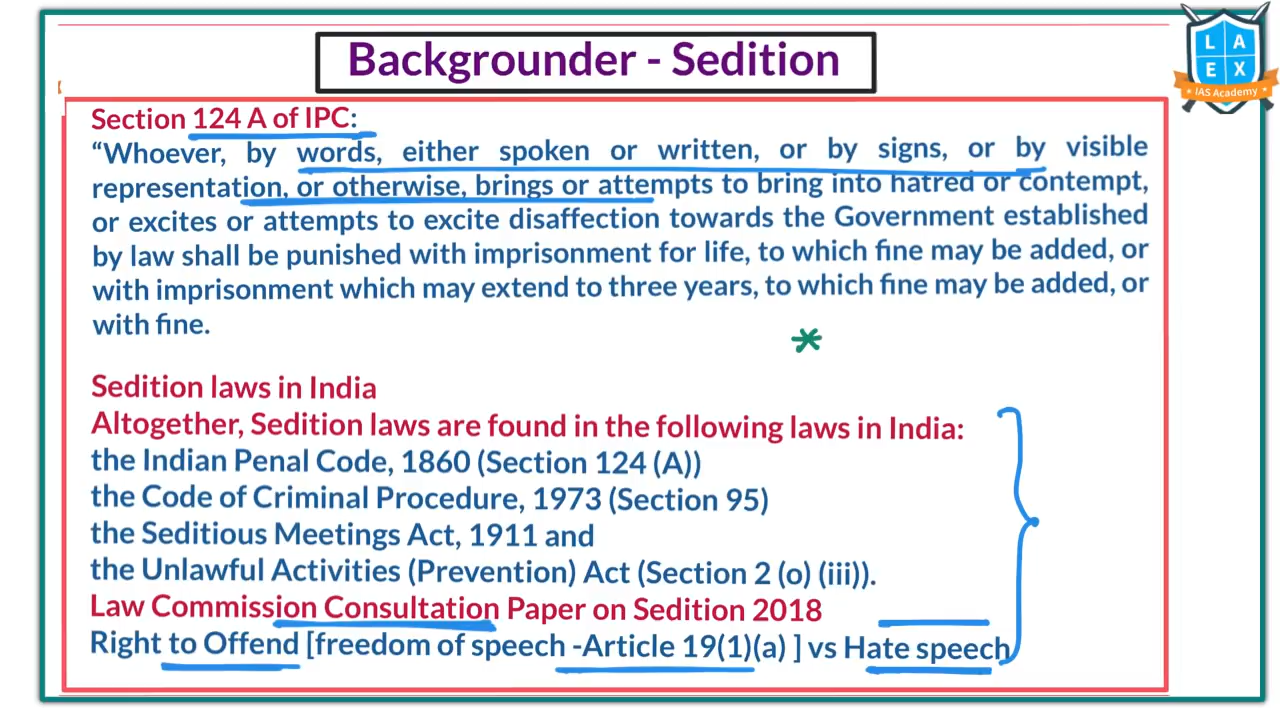 Backgrounder - Sedition
L A
E X
IAS Academy
Section 124 A of IPC:
“Whoever, by words, either spoken or written, or by signs, or by visible
representation, or otherwise, brings or attempts to bring into hatred or contempt,
or excites or attempts to excite disaffection towards the Government established
by law shall be punished with imprisonment for life, to which fine may be added, or
with imprisonment which may extend to three years, to which fine may be added, or
with fine.
Sedition laws in India
Altogether, Sedition laws are found in the following laws in India:
the Indian Penal Code, 1860 (Section 124 (A))
the Code of Criminal Procedure, 1973 (Section 95)
the Seditious Meetings Act, 1911 and
the Unlawful Activities (Prevention) Act (Section 2 (o) (iii)).
Law Commission Consultation Paper on Sedition 2018
Right to Offend [freedom of speech -Article 19(1)(a) ] vs Hate speech